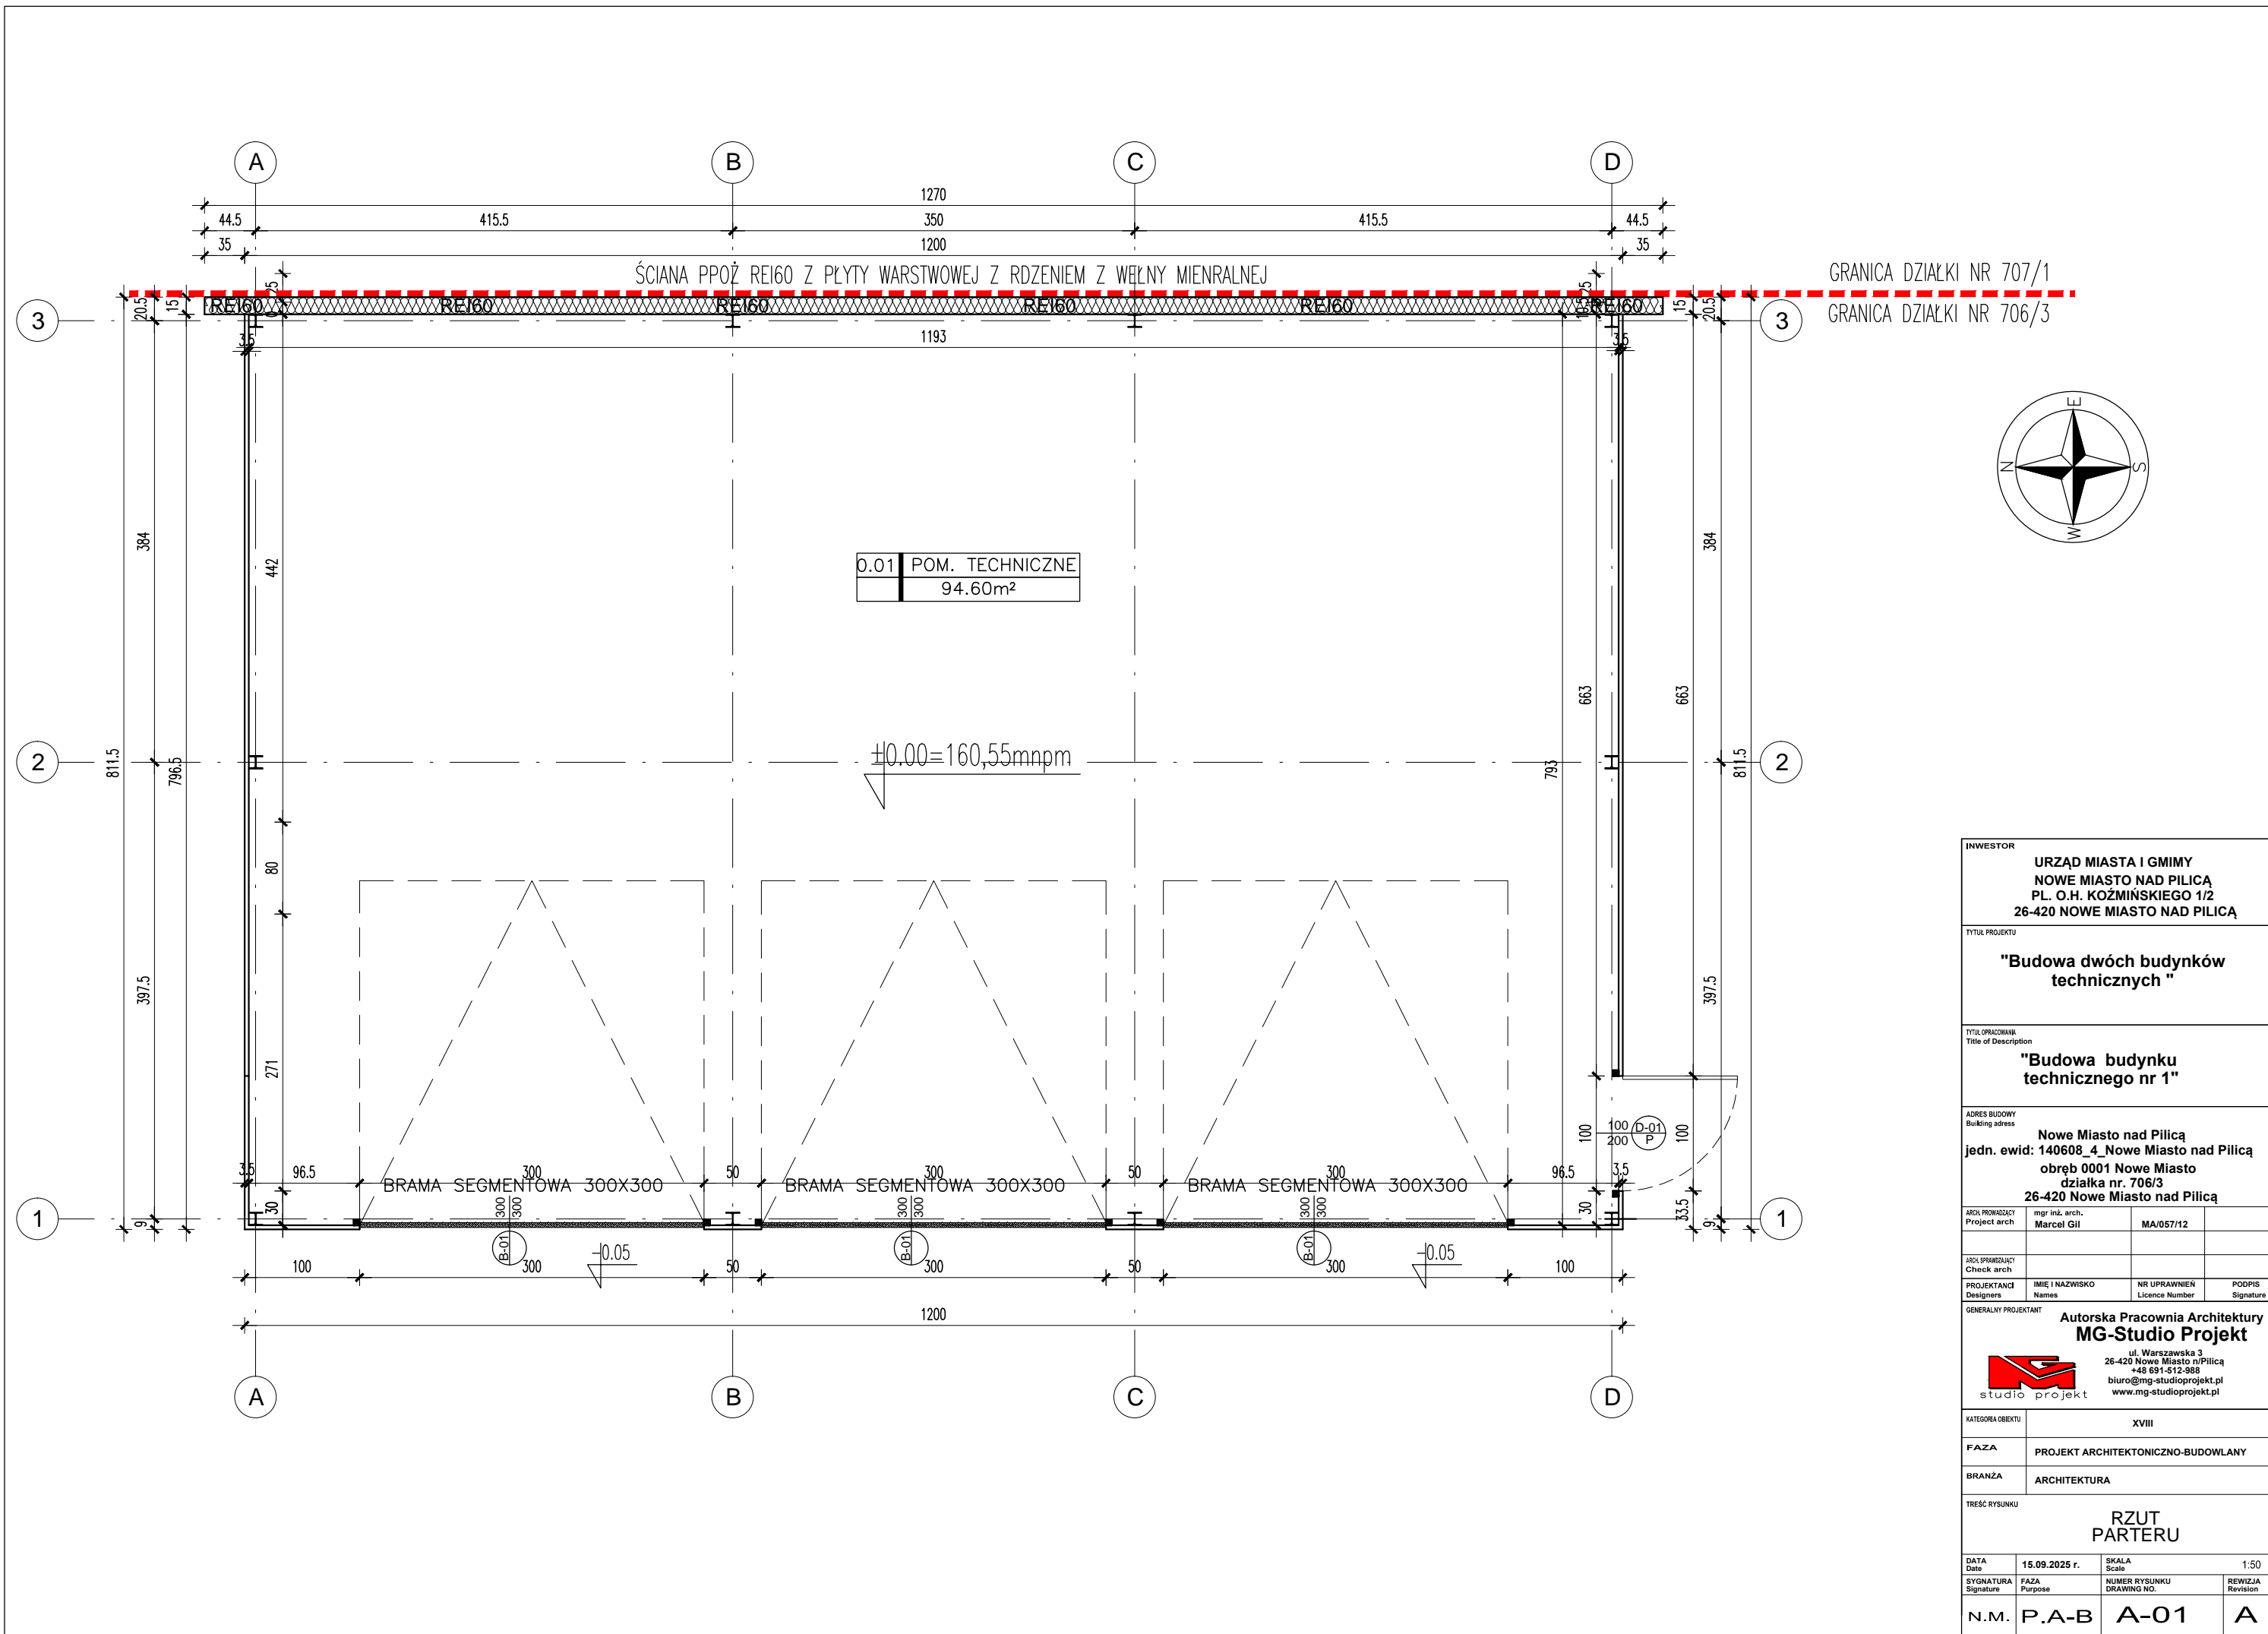 A
B
C
D
1270
44.5
415.5
350
415.5
44.5
35
1200
35
ŚCIANA PPOŻ REI60 Z PŁYTY WARSTWOWEJ Z RDZENIEM Z WEŁNY MIENRALNEJ
GRANICA DZIAŁKI NR 707/1
GRANICA DZIAŁKI NR 706/3
REI60
REI60
REI60
REI60
REI60
REI60
3
20.5
15
25
25
15
20.5
3
3.5
1193
3.5
E
N
S
W
384
442
384
0.01 POM. TECHNICZNE
94.60m²
663
663
2
811.5
796.5
±0.00=160,55mnpm
793
811.5
2
80
397.5
397.5
271
100
100
200
D-01
P
100
3.5
96.5
300
50
300
50
300
96.5
3.5
BRAMA SEGMENTOWA 300X300
BRAMA SEGMENTOWA 300X300
BRAMA SEGMENTOWA 300X300
300
300
300
300
300
300
1
9
30
30
33.5
9
1
B-01
B-01
B-01
-0.05
-0.05
100
300
50
300
50
300
100
1200
A
B
C
D
INWESTOR
URZĄD MIASTA I GMIMY
NOWE MIASTO NAD PILICĄ
PL. O.H. KOŹMIŃSKIEGO 1/2
26-420 NOWE MIASTO NAD PILICĄ
TYTUŁ PROJEKTU
"Budowa dwóch budynków
technicznych "
TYTUŁ OPRACOWANIA
Title of Description
"Budowa budynku
technicznego nr 1"
ADRES BUDOWY
Building adress
Nowe Miasto nad Pilicą
jedn. ewid: 140608_4_Nowe Miasto nad Pilicą
obręb 0001 Nowe Miasto
działka nr. 706/3
26-420 Nowe Miasto nad Pilicą
ARCH. PROWADZĄCY
Project arch
mgr inż. arch.
Marcel Gil
MA/057/12
ARCH. SPRAWDZAJĄCY
Check arch
PROJEKTANCI
Designers
IMIĘ I NAZWISKO
Names
NR UPRAWNIEŃ
Licence Number
PODPIS
Signature
GENERALNY PROJEKTANT
Autorska Pracownia Architektury
MG-Studio Projekt
ul. Warszawska 3
26-420 Nowe Miasto n/Pilicą
+48 691-512-988
biuro@mg-studioprojekt.pl
www.mg-studioprojekt.pl
studio projekt
KATEGORIA OBIEKTU
XVIII
FAZA
PROJEKT ARCHITEKTONICZNO-BUDOWLANY
BRANŻA
ARCHITEKTURA
TREŚĆ RYSUNKU
RZUT
PARTERU
DATA
Date
15.09.2025 r.
SKALA
Scale
1:50
SYGNATURA
Signature
FAZA
Purpose
NUMER RYSUNKU
DRAWING NO.
REWIZJA
Revision
N.M.
P.A-B
A-01
A